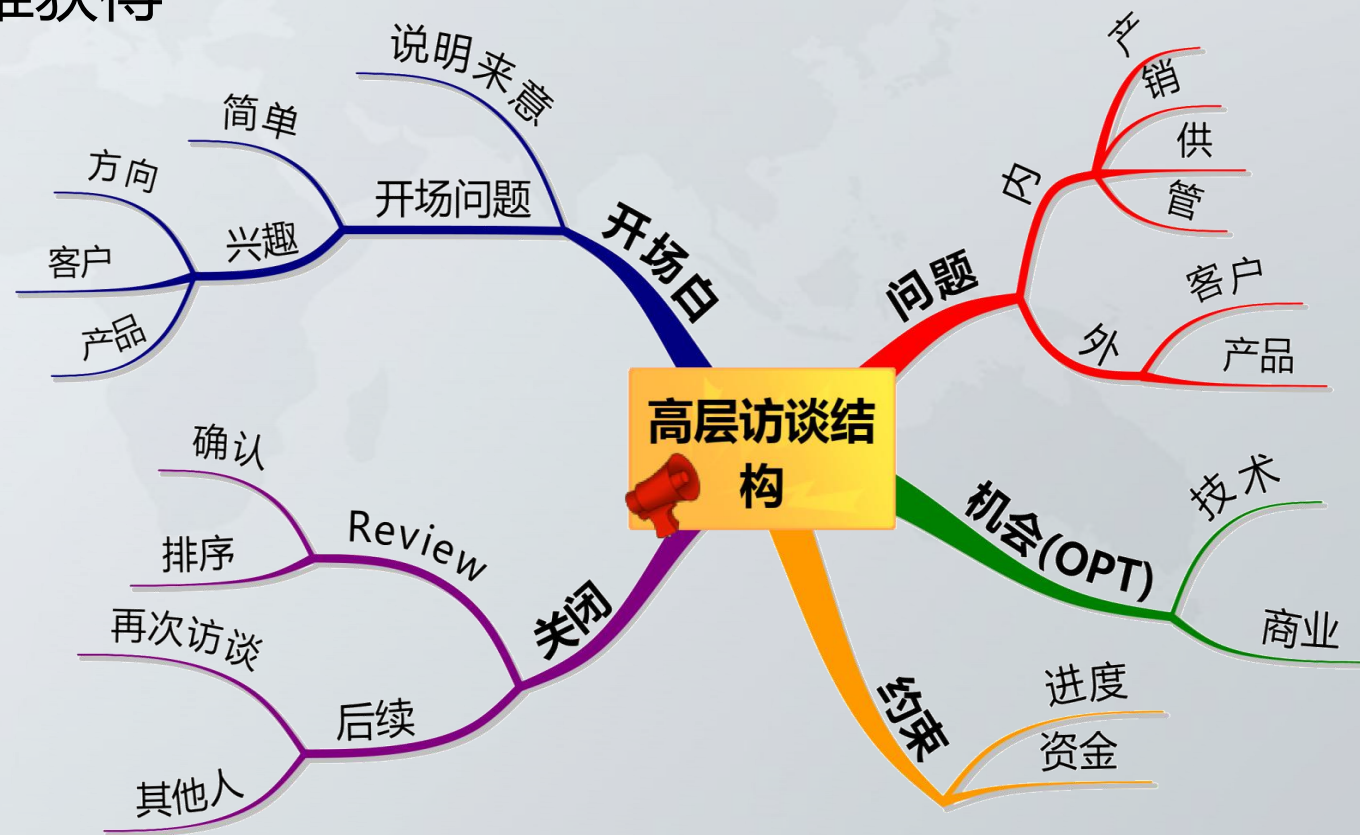 准获得
高层访谈结
构
开场白
说明来意
开场问题
简单
兴趣
方向
客户
产品
问题
内
产
销
供
管
外
客户
产品
机会(OPT)
技术
商业
约束
进度
资金
关闭
Review
确认
排序
后续
再次访谈
其他人